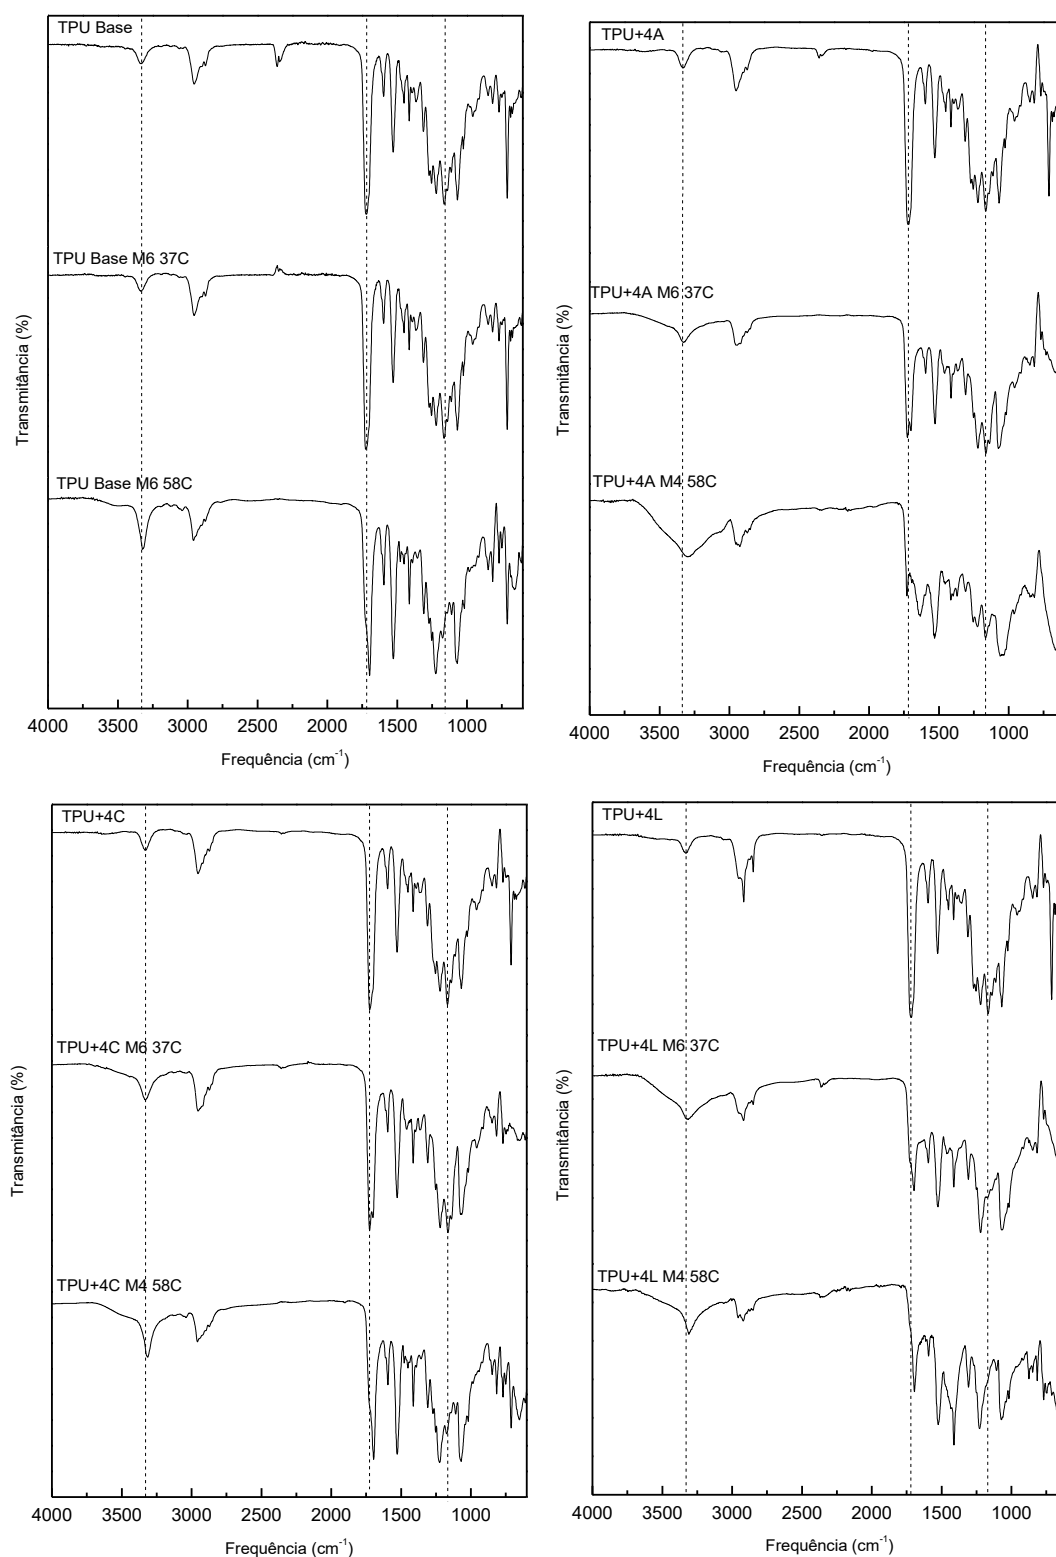 TPU Base
TPU Base M6 37C
TPU Base M6 58C
Transmitância (%)
4000 3500 3000 2500 2000 1500 1000
Frequência (cm-1)
TPU+4A
TPU+4A M6 37C
TPU+4A M4 58C
Transmitância (%)
4000 3500 3000 2500 2000 1500 1000
Frequência (cm-1)
TPU+4C
TPU+4C M6 37C
TPU+4C M4 58C
Transmitância (%)
4000 3500 3000 2500 2000 1500 1000
Frequência (cm-1)
TPU+4L
TPU+4L M6 37C
TPU+4L M4 58C
Transmitância (%)
4000 3500 3000 2500 2000 1500 1000
Frequência (cm-1)